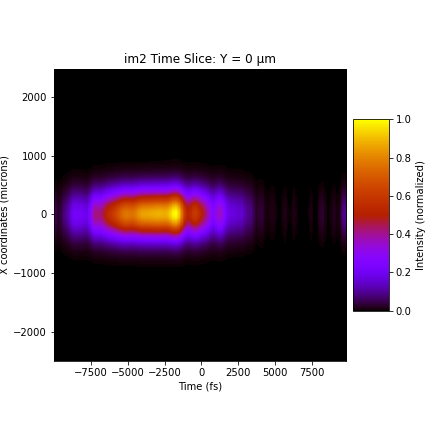 im2 Time Slice: Y = 0 μm
X coordinates (microns)
2000
1000
0
−1000
−2000
−7500 −5000 −2500 0 2500 5000 7500
Time (fs)
1.0
0.8
0.6
0.4
0.2
0.0
Intensity (normalized)